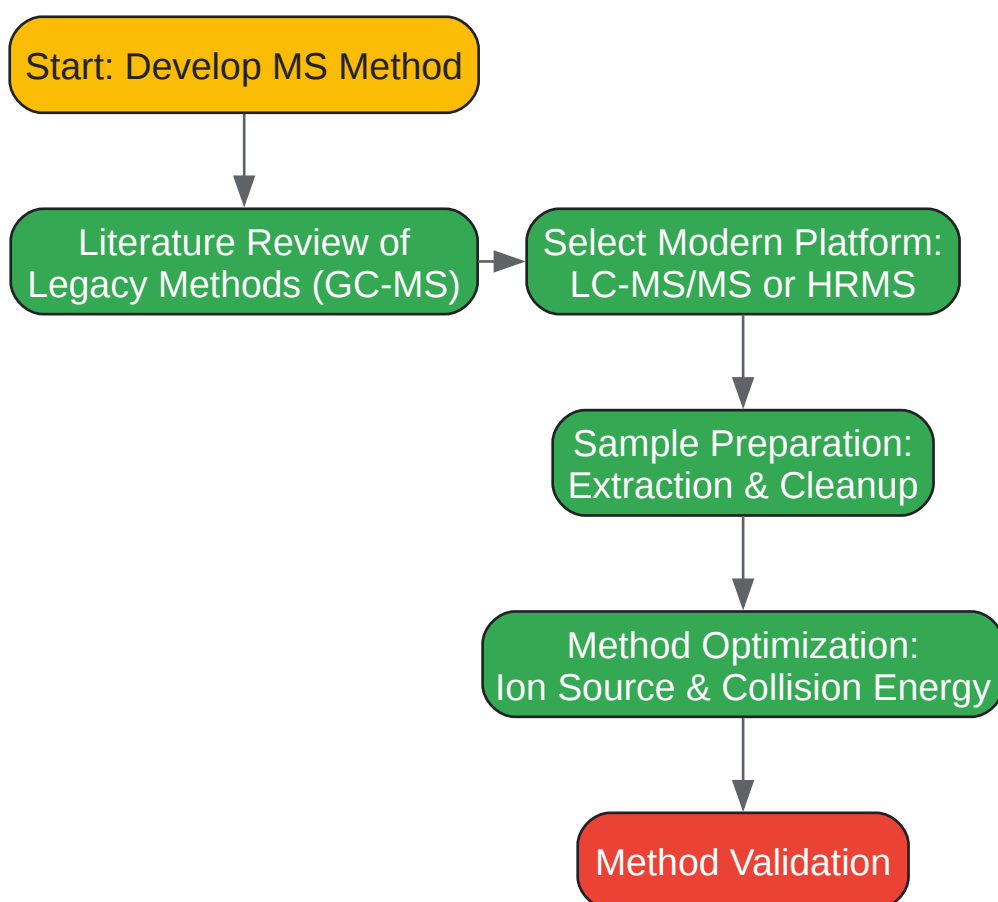 Start: Develop MS Method
Literature Review of
Legacy Methods (GC-MS)
Select Modern Platform:
LC-MS/MS or HRMS
Sample Preparation:
Extraction & Cleanup
Method Optimization:
Ion Source & Collision Energy
Method Validation